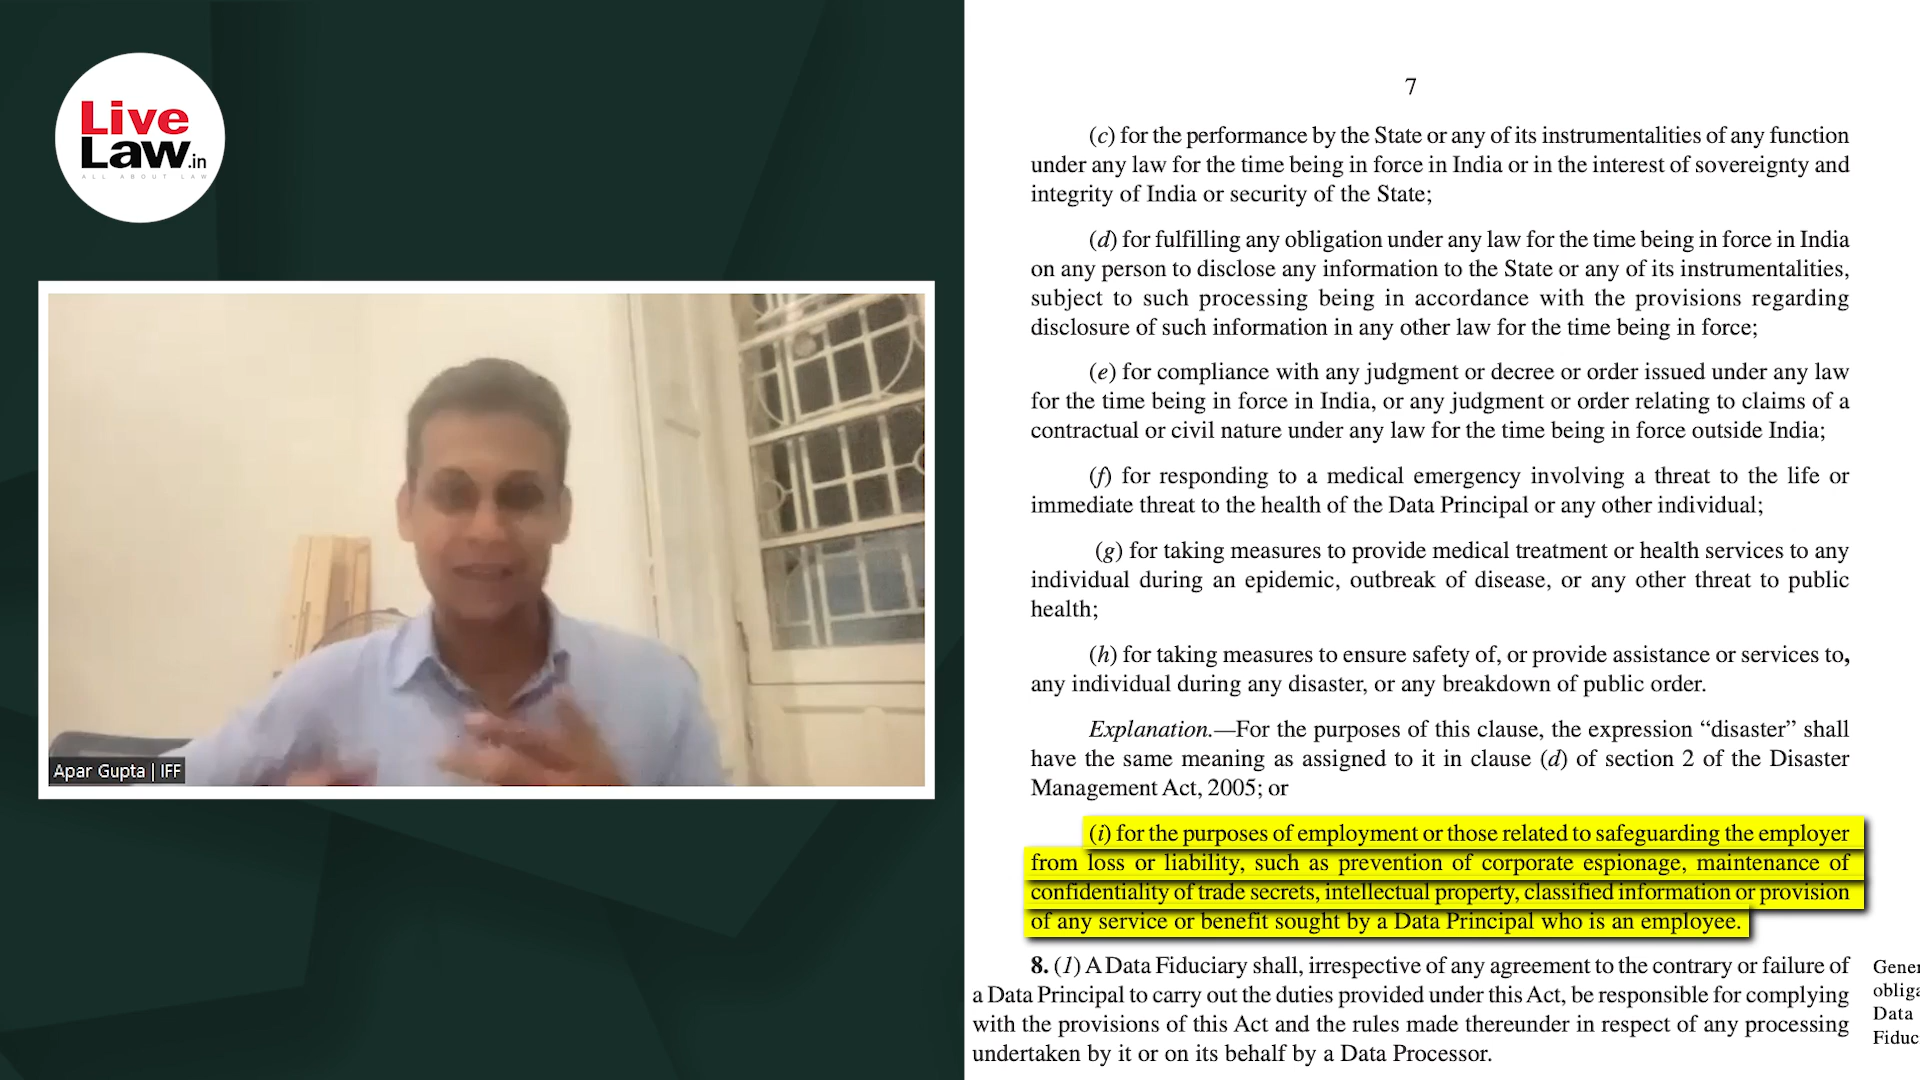 Live
Law.in
ALL ABOUT LAW
Apar Gupta | IFF
7
(c) for the performance by the State or any of its instrumentalities of any function
under any law for the time being in force in India or in the interest of sovereignty and
integrity of India or security of the State;
(d) for fulfilling any obligation under any law for the time being in force in India
on any person to disclose any information to the State or any of its instrumentalities,
subject to such processing being in accordance with the provisions regarding
disclosure of such information in any other law for the time being in force;
(e) for compliance with any judgment or decree or order issued under any law
for the time being in force in India, or any judgment or order relating to claims of a
contractual or civil nature under any law for the time being in force outside India;
(f) for responding to a medical emergency involving a threat to the life or
immediate threat to the health of the Data Principal or any other individual;
(g) for taking measures to provide medical treatment or health services to any
individual during an epidemic, outbreak of disease, or any other threat to public
health;
(h) for taking measures to ensure safety of, or provide assistance or services to,
any individual during any disaster, or any breakdown of public order.
Explanation.—For the purposes of this clause, the expression “disaster” shall
have the same meaning as assigned to it in clause (d) of section 2 of the Disaster
Management Act, 2005; or
(i) for the purposes of employment or those related to safeguarding the employer
from loss or liability, such as prevention of corporate espionage, maintenance of
confidentiality of trade secrets, intellectual property, classified information or provision
of any service or benefit sought by a Data Principal who is an employee.
8. (1) A Data Fiduciary shall, irrespective of any agreement to the contrary or failure of
a Data Principal to carry out the duties provided under this Act, be responsible for complying
with the provisions of this Act and the rules made thereunder in respect of any processing
undertaken by it or on its behalf by a Data Processor.
Gener
obliga
Data
Fiduc